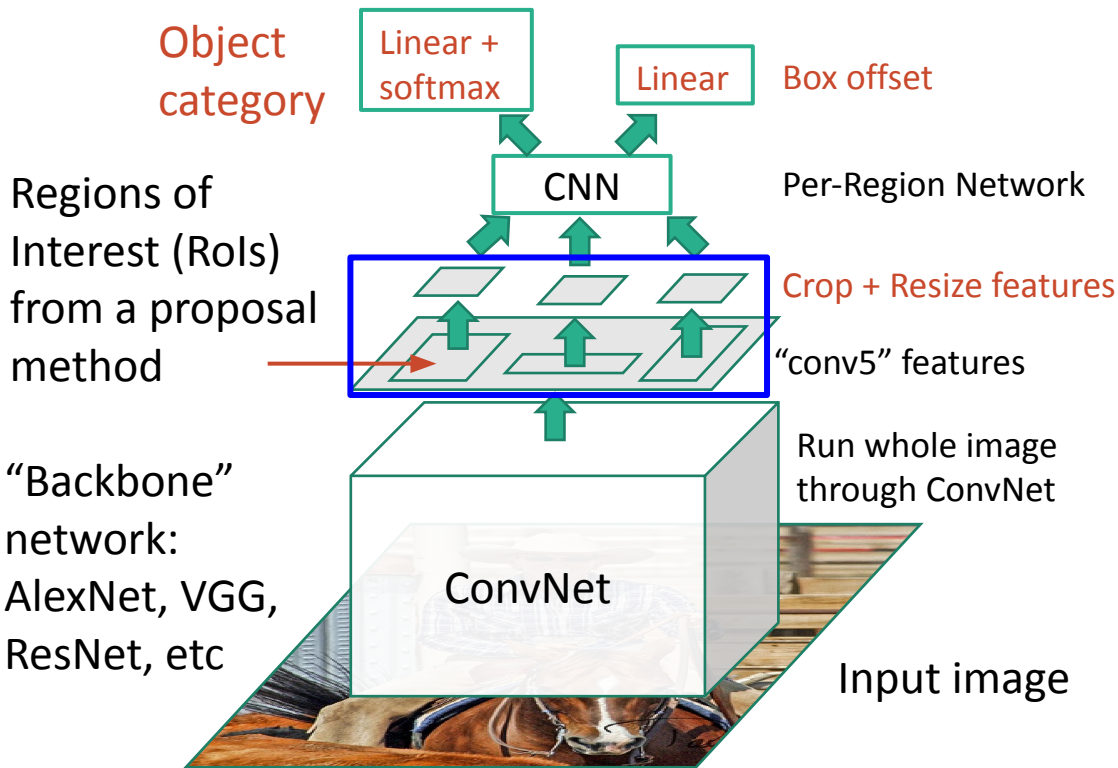 Object
category
Linear +
softmax
Linear
Box offset
CNN
Per-Region Network
Regions of
Interest (RoIs)
from a proposal
method
Crop + Resize features
“conv5” features
Run whole image
through ConvNet
“Backbone”
network:
AlexNet, VGG,
ResNet, etc
ConvNet
Input image